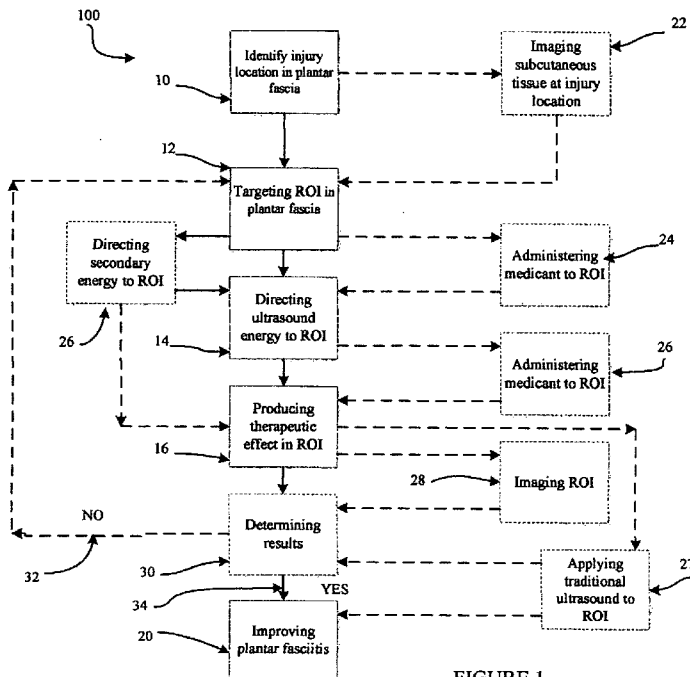 100
22
Identify injury
location in plantar
fascia
Imaging
subcutaneous
tissue at injury
location
10
12
Targeting ROI in
plantar fascia
Directing
secondary
energy to ROI
24
Administering
medicant to ROI
Directing
ultrasound
energy to ROI
26
14
26
Administering
medicant to ROI
Producing
therapeutic
effect in ROI
16
28
Imaging ROI
NO
Determining
results
32
30
27
Applying
traditional
ultrasound to
ROI
34
YES
Improving
plantar fasciitis
20
FIGURE 1